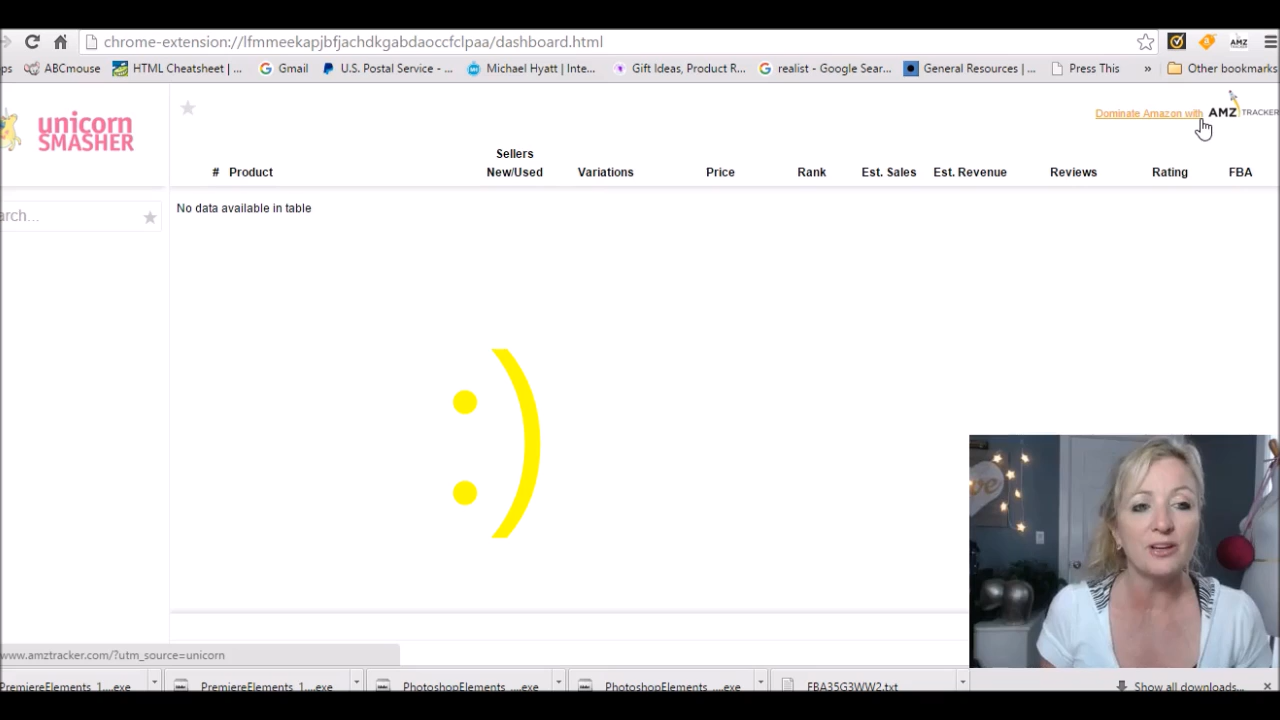 chrome-extension://lfmmeekapjbfjachdkgabdaoccfclpaa/dashboard.html
ps ABCmouse HTML Cheatsheet | ... Gmail U.S. Postal Service - ... Michael Hyatt | Inte... Gift Ideas, Product R... realist - Google Sear... General Resources | ... Press This » Other bookmarks
unicorn
SMASHER
Dominate Amazon with AMZ TRACKER
Sellers
# Product New/Used Variations Price Rank Est. Sales Est. Revenue Reviews Rating FBA
arch...
No data available in table
:)
www.amztracker.com/?utm_source=unicorn
PremiereElements_1....exe PremiereElements_1....exe PhotoshopElements_...exe PhotoshopElements_...exe FBA35G3WW2.txt Show all downloads...